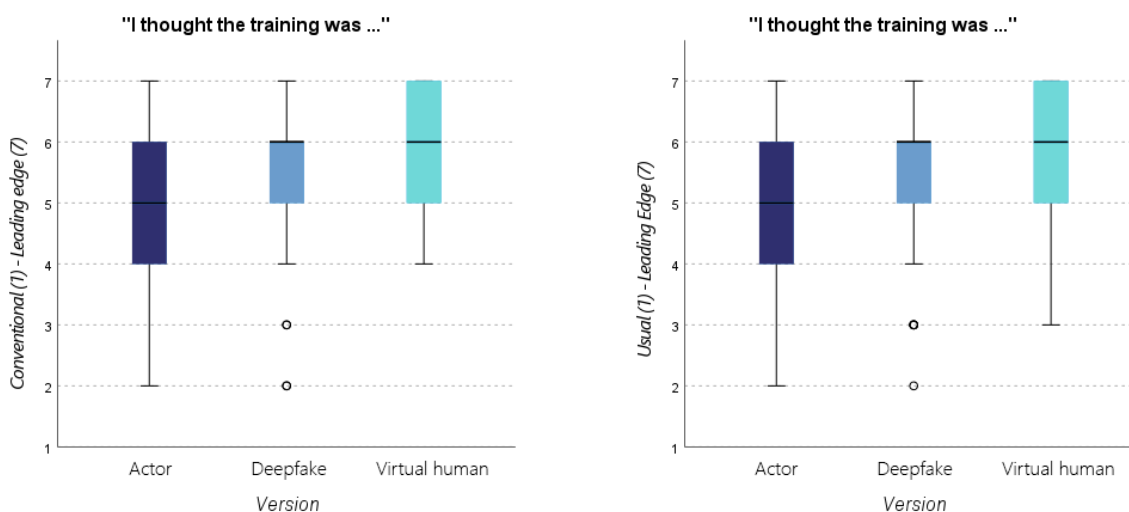 "I thought the training was ..."
Conventional (1) - Leading edge (7)
7
6
5
4
3
2
1
Actor
Deepfake
Virtual human
Version
"I thought the training was ..."
Usual (1) - Leading Edge (7)
7
6
5
4
3
2
1
Actor
Deepfake
Virtual human
Version